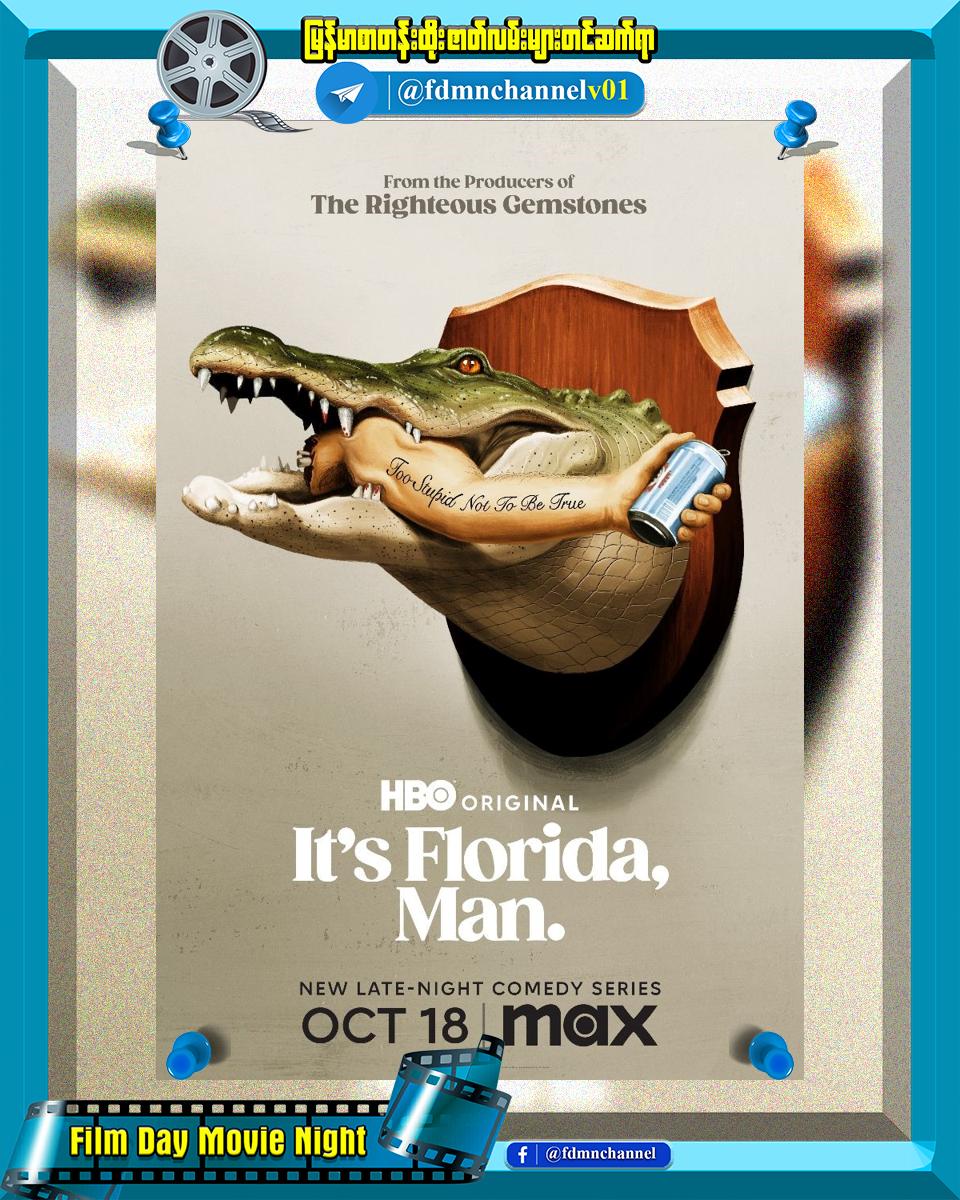 မြန်မာစာတန်းထိုးဇာတ်လမ်းများတင်ဆက်ရာ
@fdmnchannelv01
From the Producers of
The Righteous Gemstones
Too Stupid Not To Be True
HBO ORIGINAL
It's Florida,
Man.
NEW LATE-NIGHT COMEDY SERIES
OCT 18 | max
Film Day Movie Night
f | @fdmnchannel